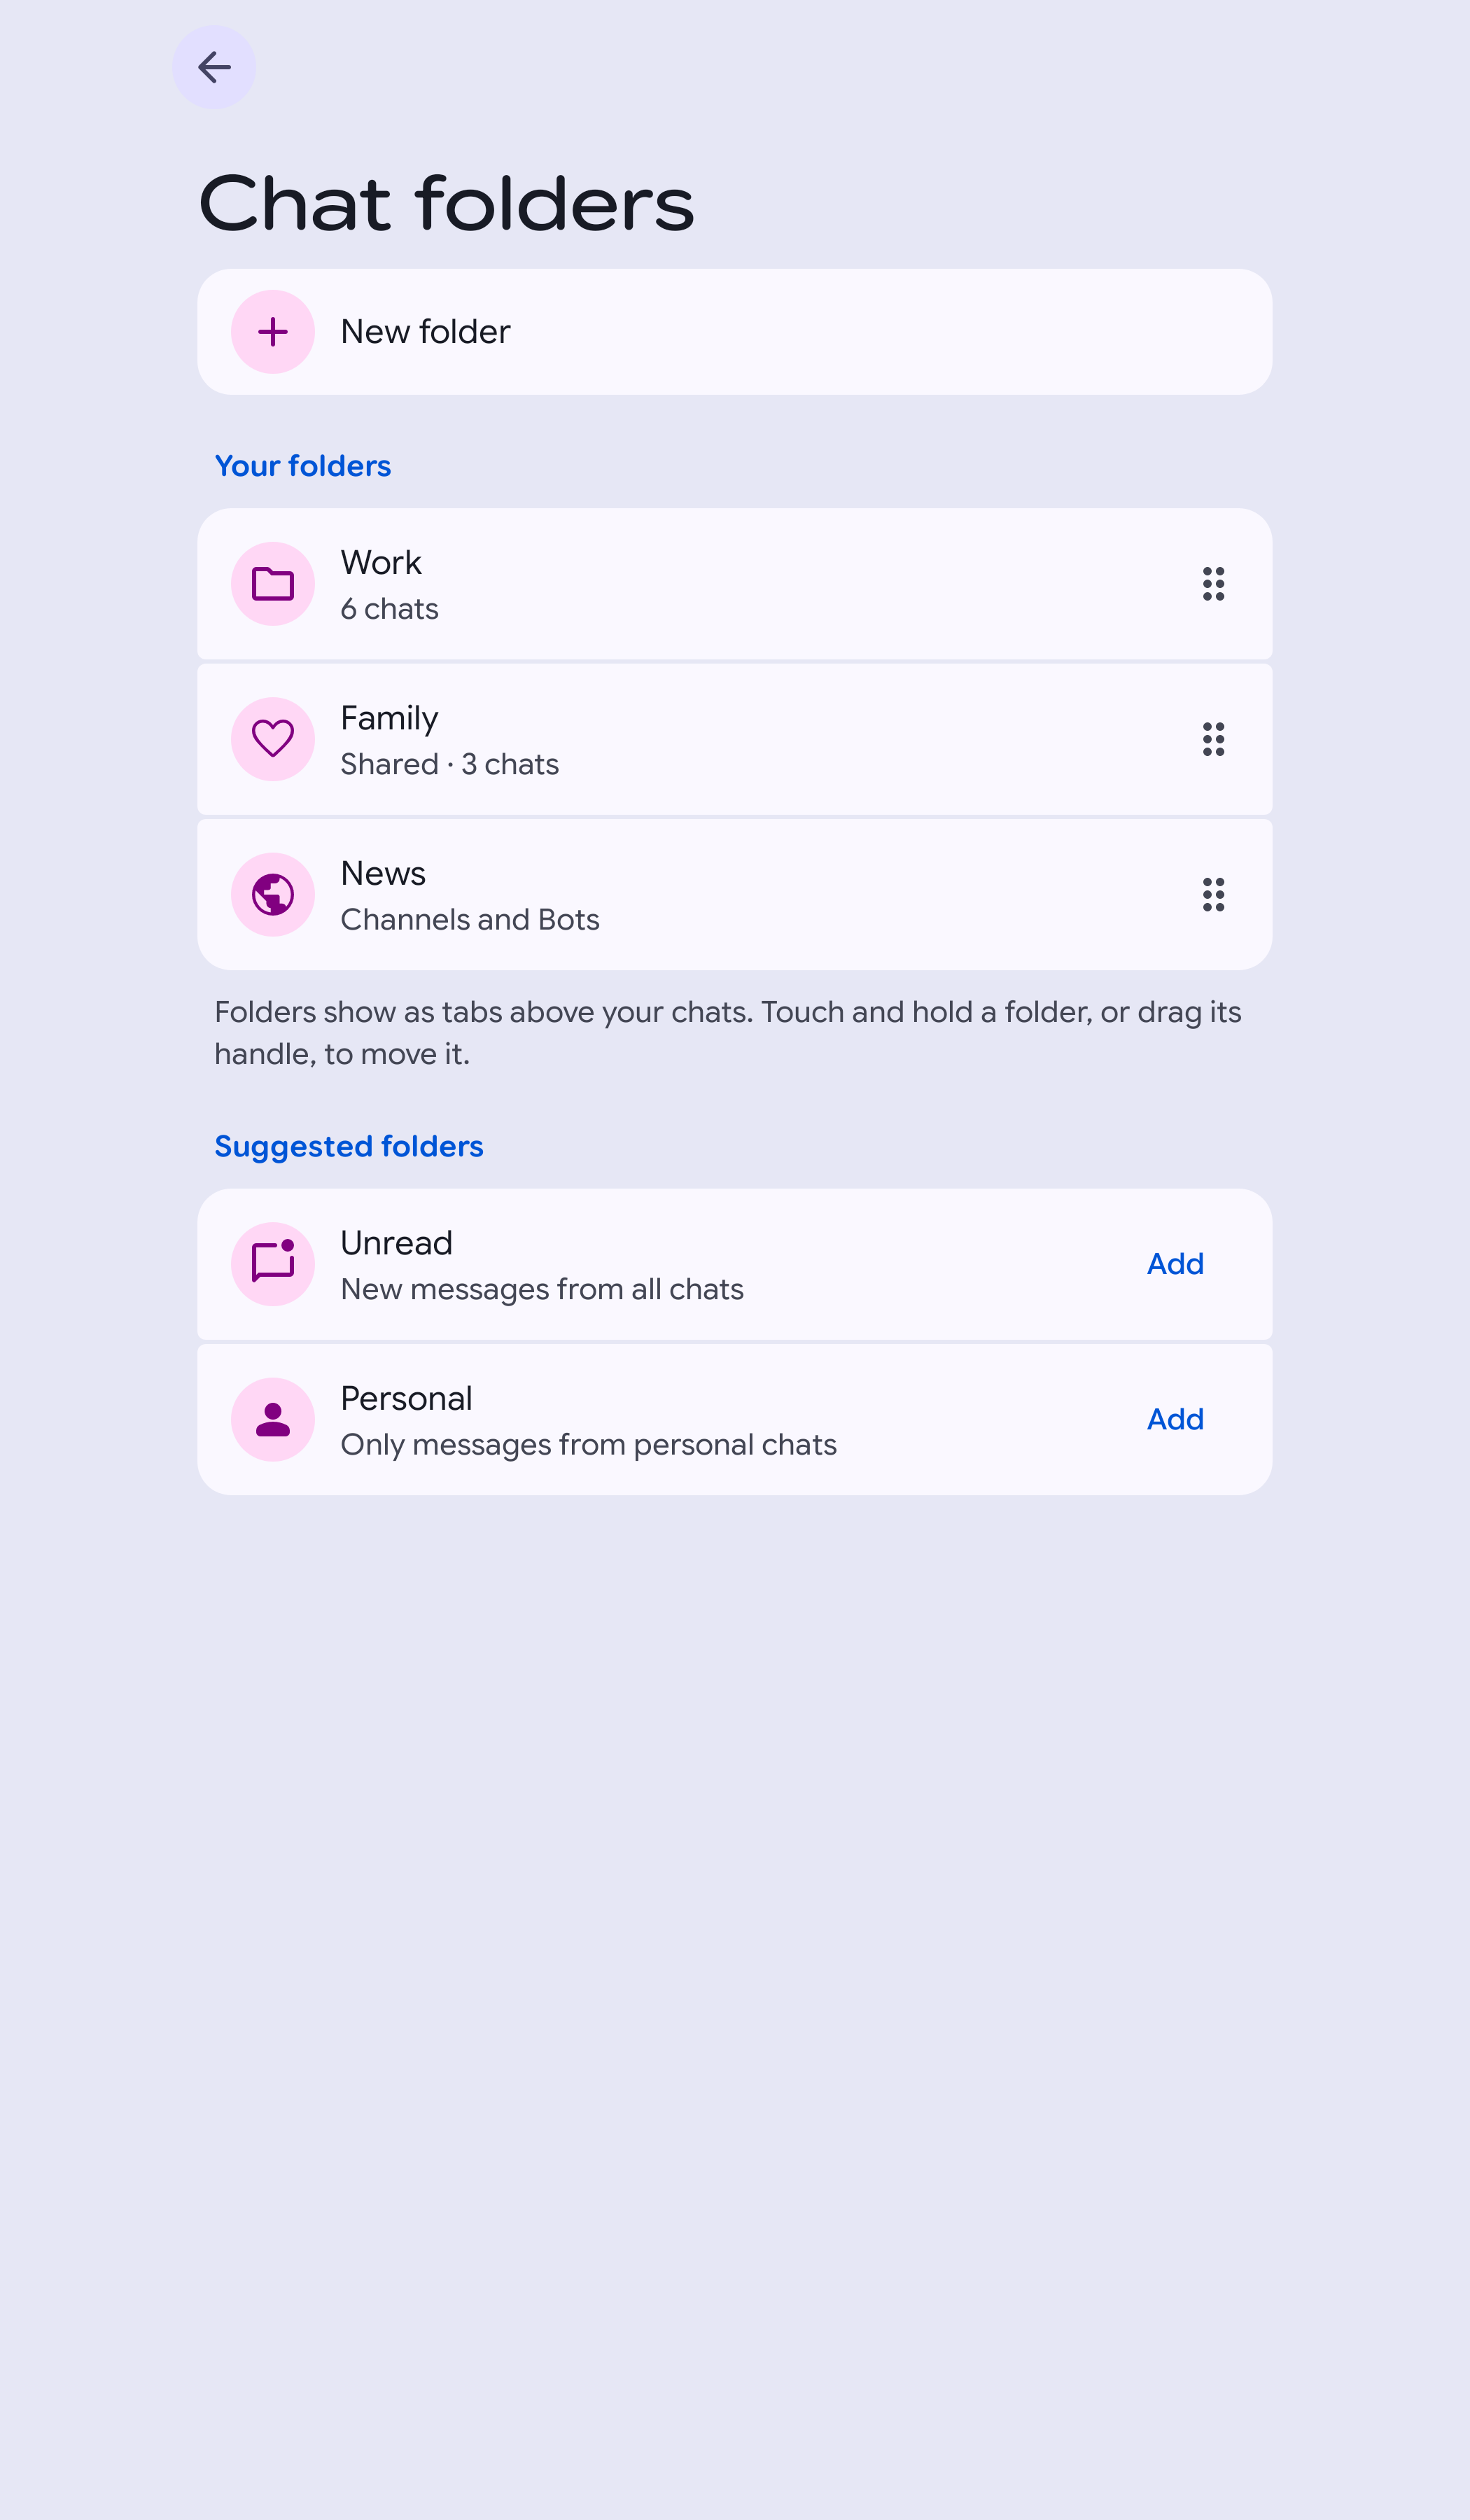 Chat folders
New folder
Your folders
Work
6 chats
Family
Shared · 3 chats
News
Channels and Bots
Folders show as tabs above your chats. Touch and hold a folder, or drag its
handle, to move it.
Suggested folders
Unread
New messages from all chats
Add
Personal
Only messages from personal chats
Add